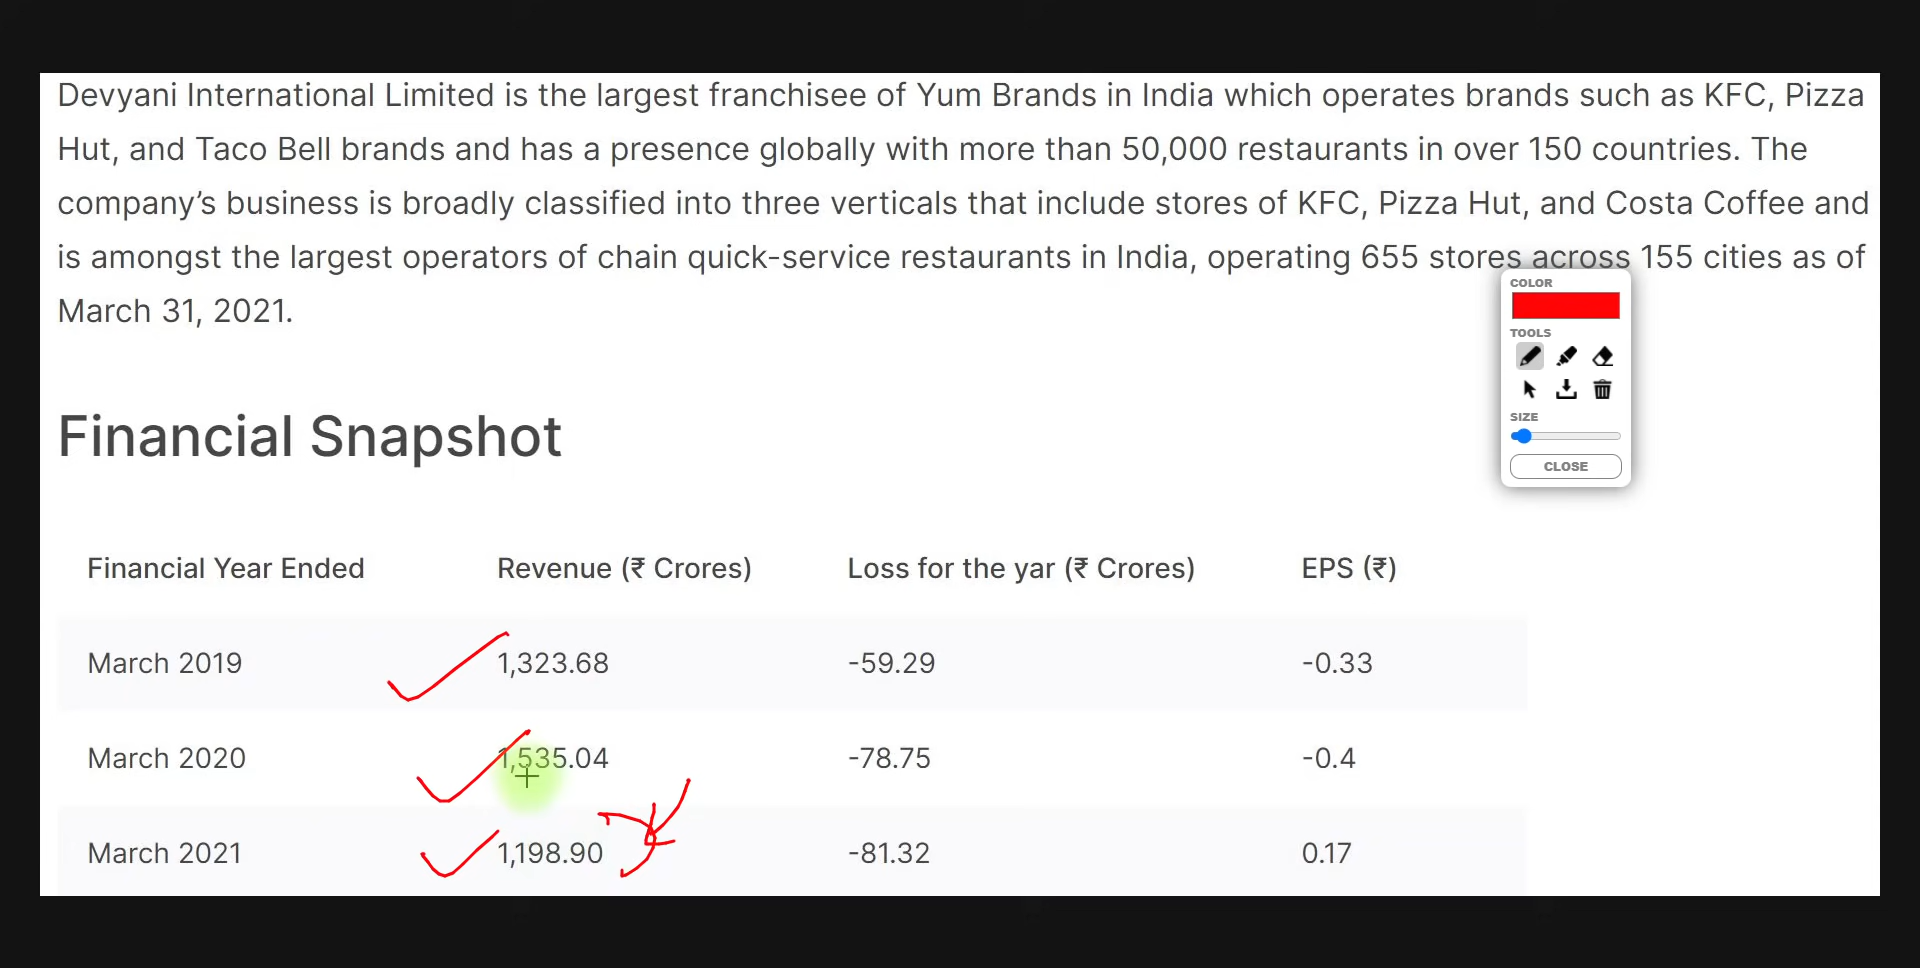 Devyani International Limited is the largest franchisee of Yum Brands in India which operates brands such as KFC, Pizza
Hut, and Taco Bell brands and has a presence globally with more than 50,000 restaurants in over 150 countries. The
company’s business is broadly classified into three verticals that include stores of KFC, Pizza Hut, and Costa Coffee and
is amongst the largest operators of chain quick-service restaurants in India, operating 655 stores across 155 cities as of
March 31, 2021.
COLOR
TOOLS
SIZE
CLOSE
Financial Snapshot
Financial Year Ended Revenue (₹ Crores) Loss for the yar (₹ Crores) EPS (₹)
March 2019 1,323.68 -59.29 -0.33
March 2020 1,535.04 -78.75 -0.4
March 2021 1,198.90 -81.32 0.17